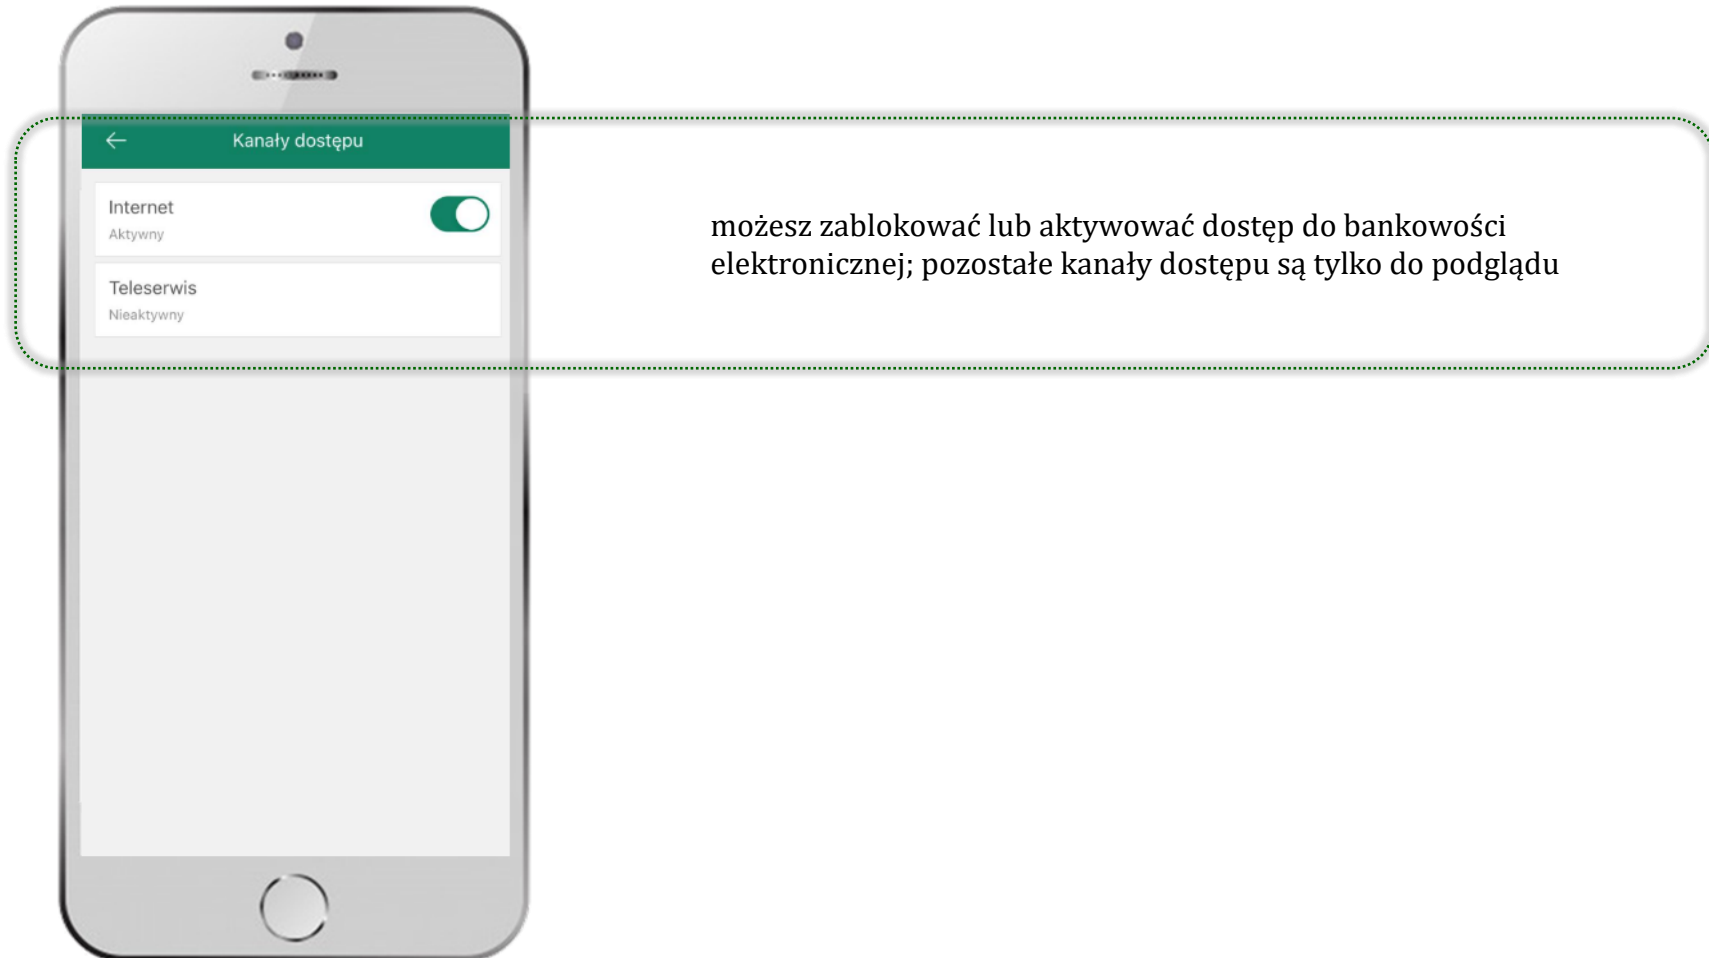 Kanały dostępu
Internet
Aktywny
Teleserwis
Nieaktywny
możesz zablokować lub aktywować dostęp do bankowości
elektronicznej; pozostałe kanały dostępu są tylko do podglądu